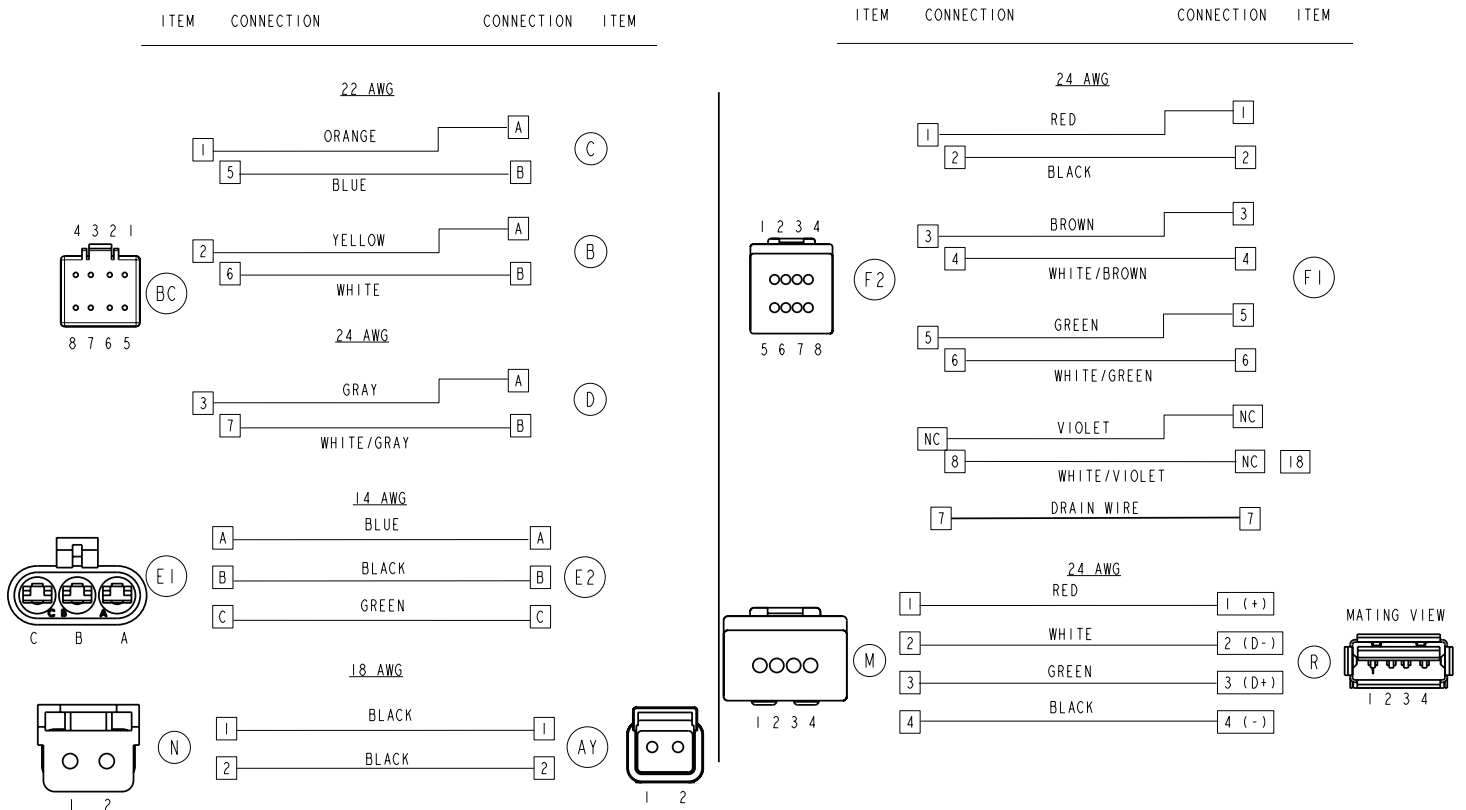 ITEM CONNECTION CONNECTION ITEM
22 AWG
1 ORANGE A
C
5 BLUE B
4 3 2 1
2 YELLOW A
B
6 WHITE B
BC
8 7 6 5
24 AWG
3 GRAY A
D
7 WHITE/GRAY B
14 AWG
A BLUE A
E1 B BLACK B E2
C GREEN C
C B A
C B A
18 AWG
1 BLACK 1
N AY
2 BLACK 2
1 2
1 2
ITEM CONNECTION CONNECTION ITEM
24 AWG
1 RED 1
2 BLACK 2
1 2 3 4
3 BROWN 3
4 WHITE/BROWN 4
F2 F1
5 GREEN 5
5 6 7 8
6 WHITE/GREEN 6
NC VIOLET NC
8 WHITE/VIOLET NC 18
7 DRAIN WIRE 7
24 AWG
1 RED 1 (+)
MATING VIEW
2 WHITE 2 (D-)
M R
3 GREEN 3 (D+)
1 2 3 4
4 BLACK 4 (-)
1 2 3 4